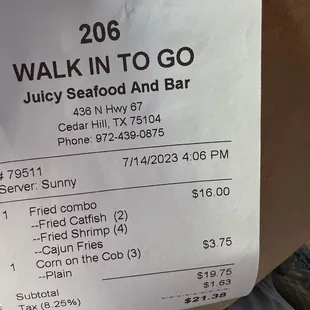 206
WALK IN TO GO
Juicy Seafood And Bar
436 N Hwy 67
Cedar Hill, TX 75104
Phone: 972-439-0875
# 79511 7/14/2023 4:06 PM
Server: Sunny
1 Fried combo $16.00
--Fried Catfish (2)
--Fried Shrimp (4)
--Cajun Fries
1 Corn on the Cob (3) $3.75
--Plain
Subtotal $19.75
Tax (8.25%) $1.63
$21.38